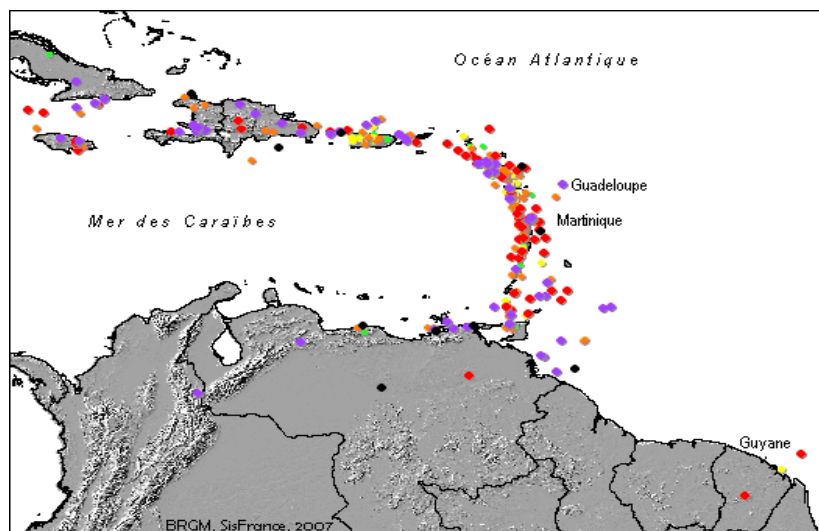 Océan Atlantique
Guadeloupe
Mer des Caraïbes
Martinique
Guyane
BRGM, SisFrance, 2007